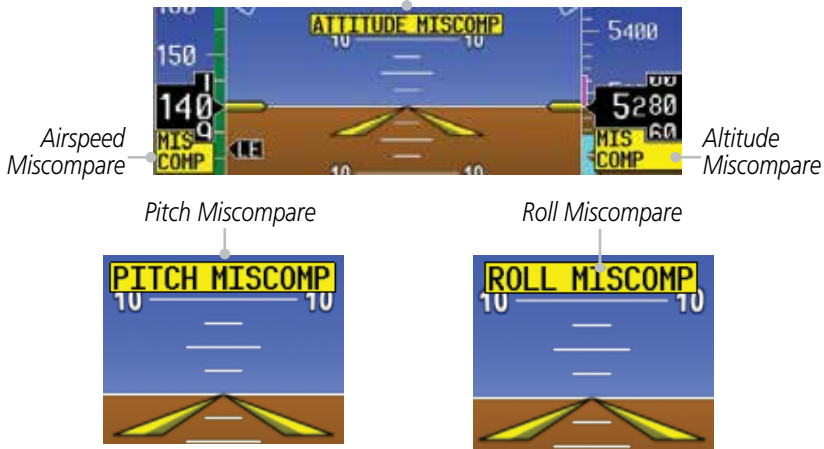 ATTITUDE MISCOMP
10 10
5400
150
140
9
5280
60
Airspeed
Miscompare
MIS
COMP
LE
MIS
COMP
Altitude
Miscompare
10 10
Pitch Miscompare
Roll Miscompare
PITCH MISCOMP
10 10
ROLL MISCOMP
10 10